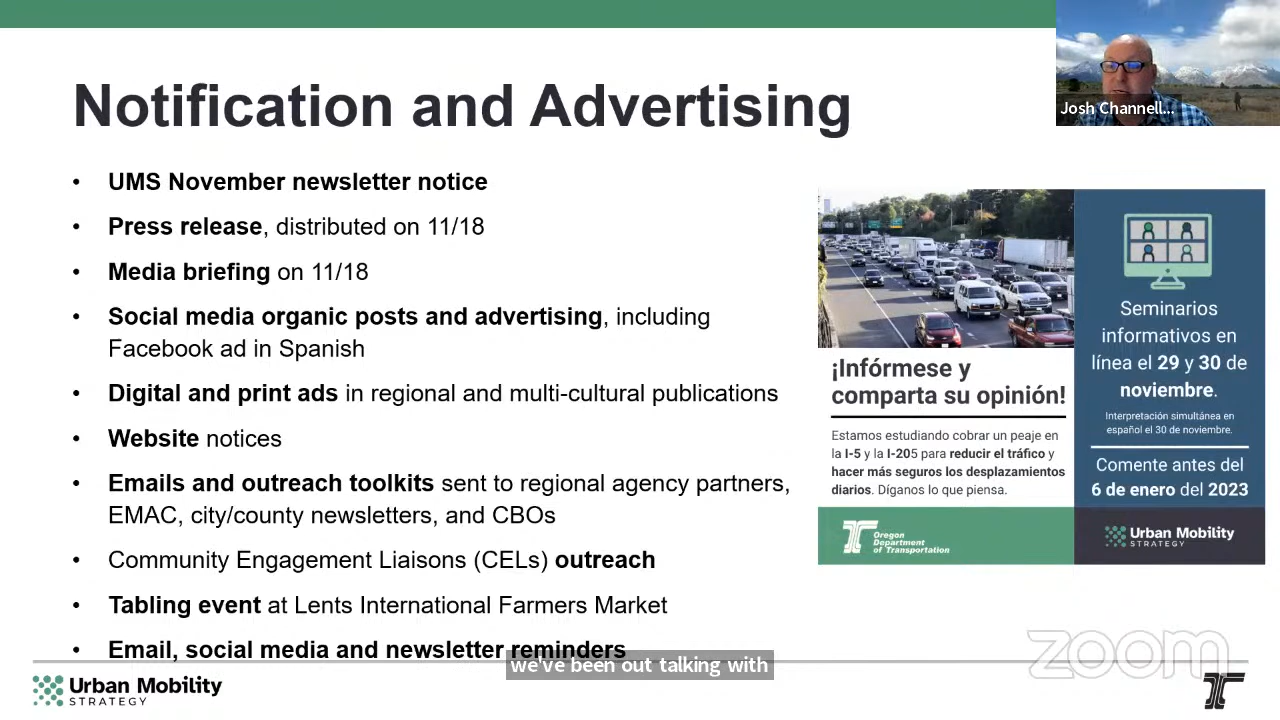 Notification and Advertising
Josh Channell...
• UMS November newsletter notice
• Press release, distributed on 11/18
• Media briefing on 11/18
• Social media organic posts and advertising, including
Facebook ad in Spanish
• Digital and print ads in regional and multi-cultural publications
• Website notices
• Emails and outreach toolkits sent to regional agency partners,
EMAC, city/county newsletters, and CBOs
• Community Engagement Liaisons (CELs) outreach
• Tabling event at Lents International Farmers Market
• Email, social media and newsletter reminders
¡Infórmese y
comparta su opinión!
Estamos estudiando cobrar un peaje en
la I-5 y la I-205 para reducir el tráfico y
hacer más seguros los desplazamientos
diarios. Díganos lo que piensa.
Oregon
Department
of Transportation
Seminarios
informativos en
línea el 29 y 30 de
noviembre.
Interpretación simultánea en
español el 30 de noviembre.
Comente antes del
6 de enero del 2023
Urban Mobility
STRATEGY
we've been out talking with
zoom
Urban Mobility
STRATEGY